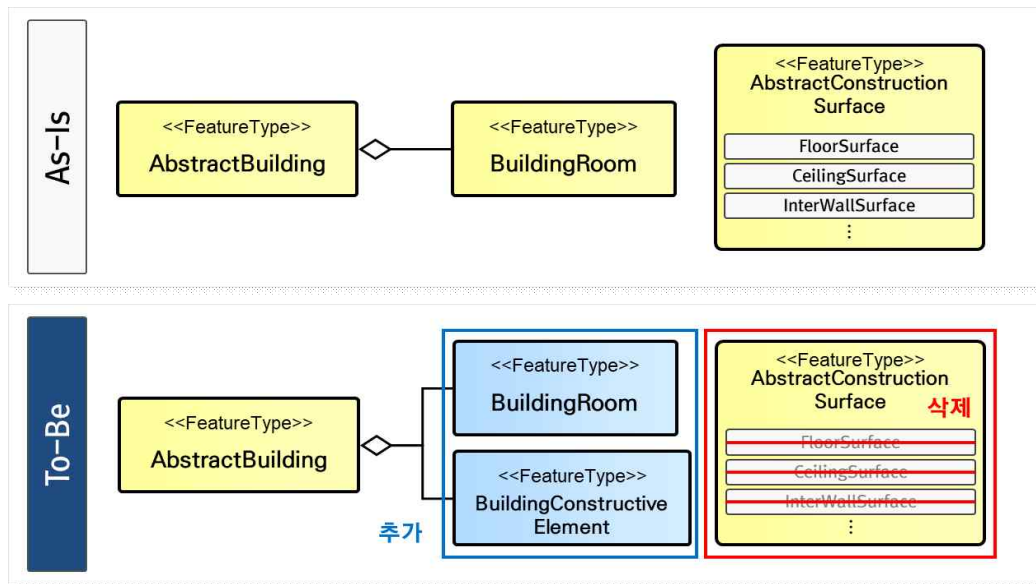 As-Is
<<FeatureType>>
AbstractBuilding
<<FeatureType>>
BuildingRoom
<<FeatureType>>
AbstractConstruction
Surface
FloorSurface
CeilingSurface
InterWallSurface
⋮
To-Be
<<FeatureType>>
AbstractBuilding
<<FeatureType>>
BuildingRoom
<<FeatureType>>
BuildingConstructive
Element
추가
<<FeatureType>>
AbstractConstruction
Surface
삭제
FloorSurface
CeilingSurface
InterWallSurface
⋮